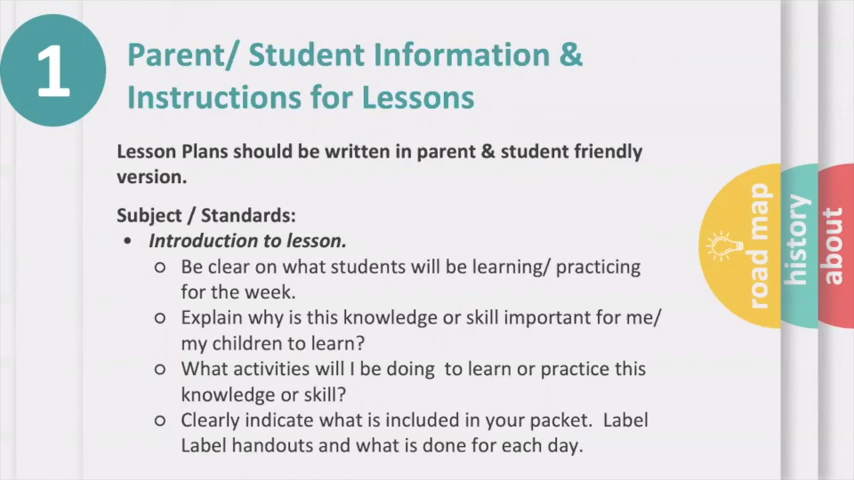 1
Parent/ Student Information &
Instructions for Lessons
Lesson Plans should be written in parent & student friendly
version.
Subject / Standards:
• Introduction to lesson.
○ Be clear on what students will be learning/ practicing
for the week.
○ Explain why is this knowledge or skill important for me/
my children to learn?
○ What activities will I be doing to learn or practice this
knowledge or skill?
○ Clearly indicate what is included in your packet. Label
Label handouts and what is done for each day.
road map
history
about